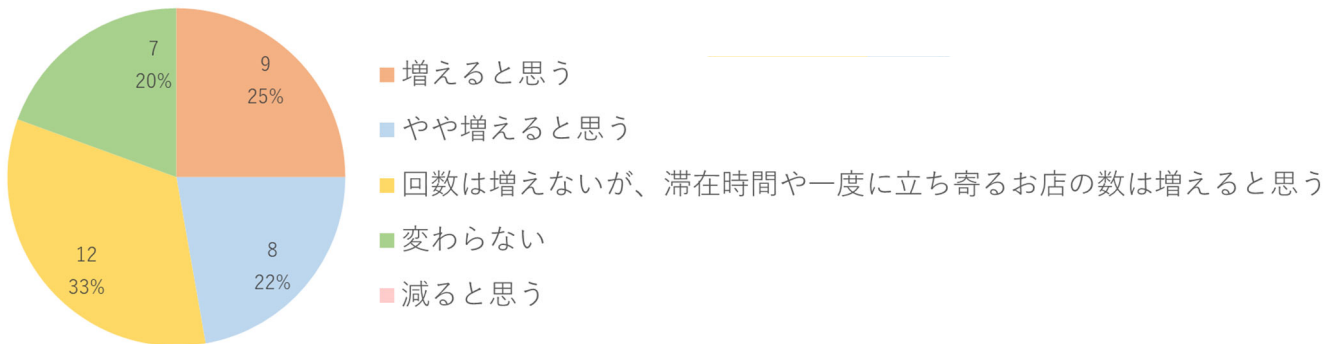 7
20%
9
25%
12
33%
8
22%
増えると思う
やや増えると思う
回数は増えないが、滞在時間や一度に立ち寄るお店の数は増えると思う
変わらない
減ると思う